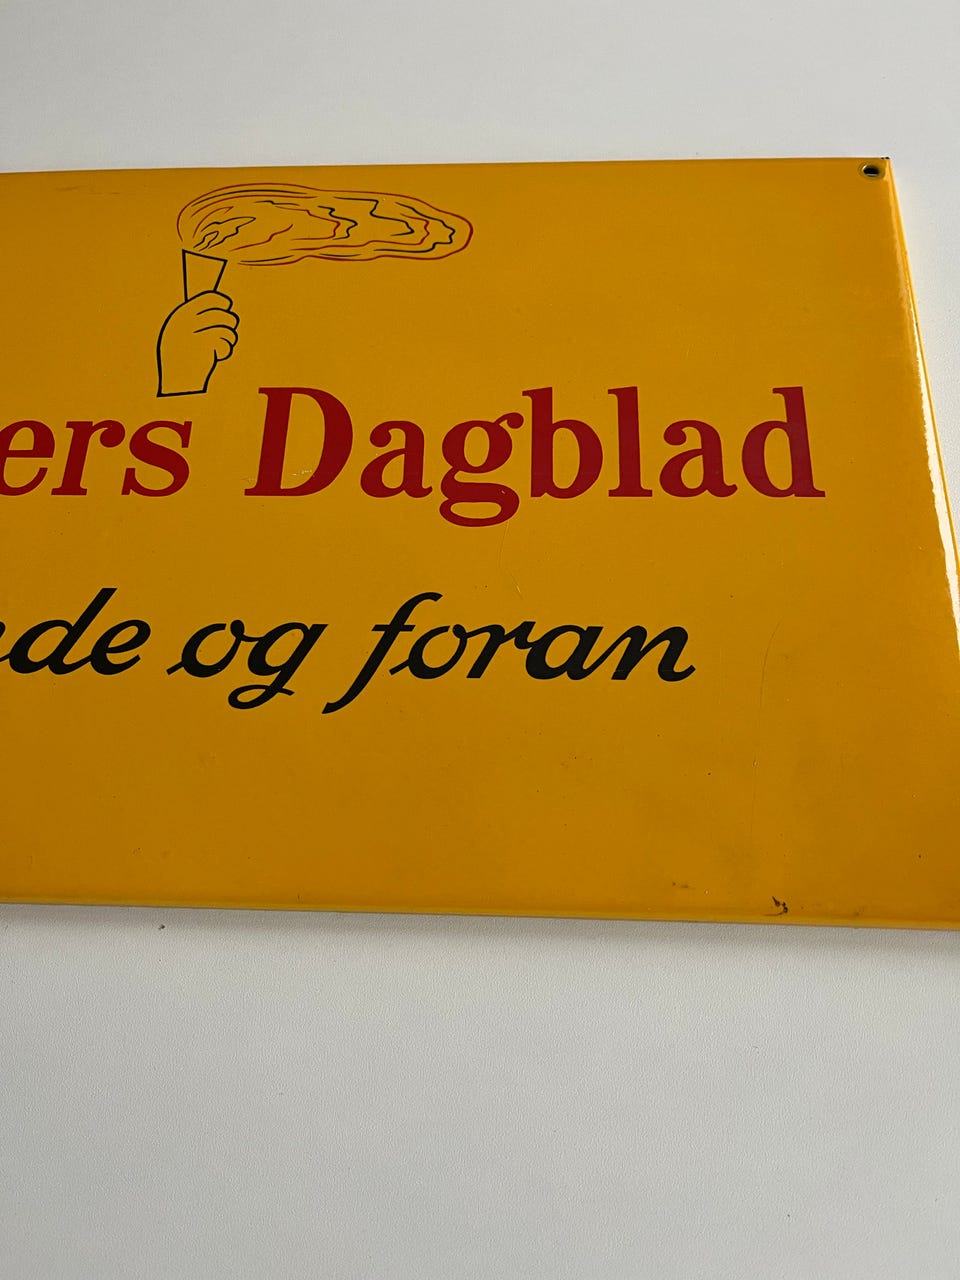 ers Dagblad
de og foran